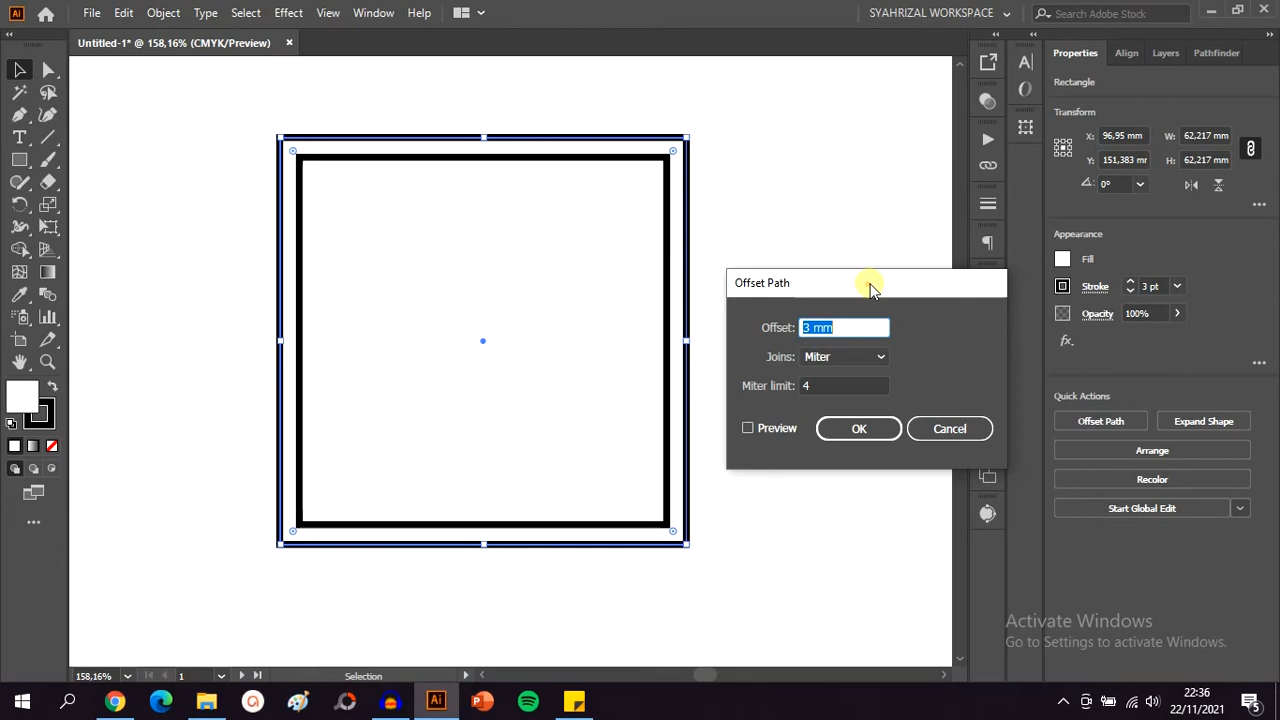 Ai File Edit Object Type Select Effect View Window Help SYAHRIZAL WORKSPACE Search Adobe Stock
Untitled-1* @ 158,16% (CMYK/Preview) Properties Align Layers Pathfinder
Rectangle
Transform
X: 96,95 mm W: 62,217 mm
Y: 151,383 mr H: 62,217 mm
0°
Appearance
Fill
Stroke 3 pt
Opacity 100%
fx.
Offset Path
Offset: 3 mm
Joins: Miter
Miter limit: 4
Preview OK Cancel
Quick Actions
Offset Path Expand Shape
Arrange
Recolor
Start Global Edit
Activate Windows
Go to Settings to activate Windows.
158,16% 1 Selection
Ai 22:36
22/11/2021 5